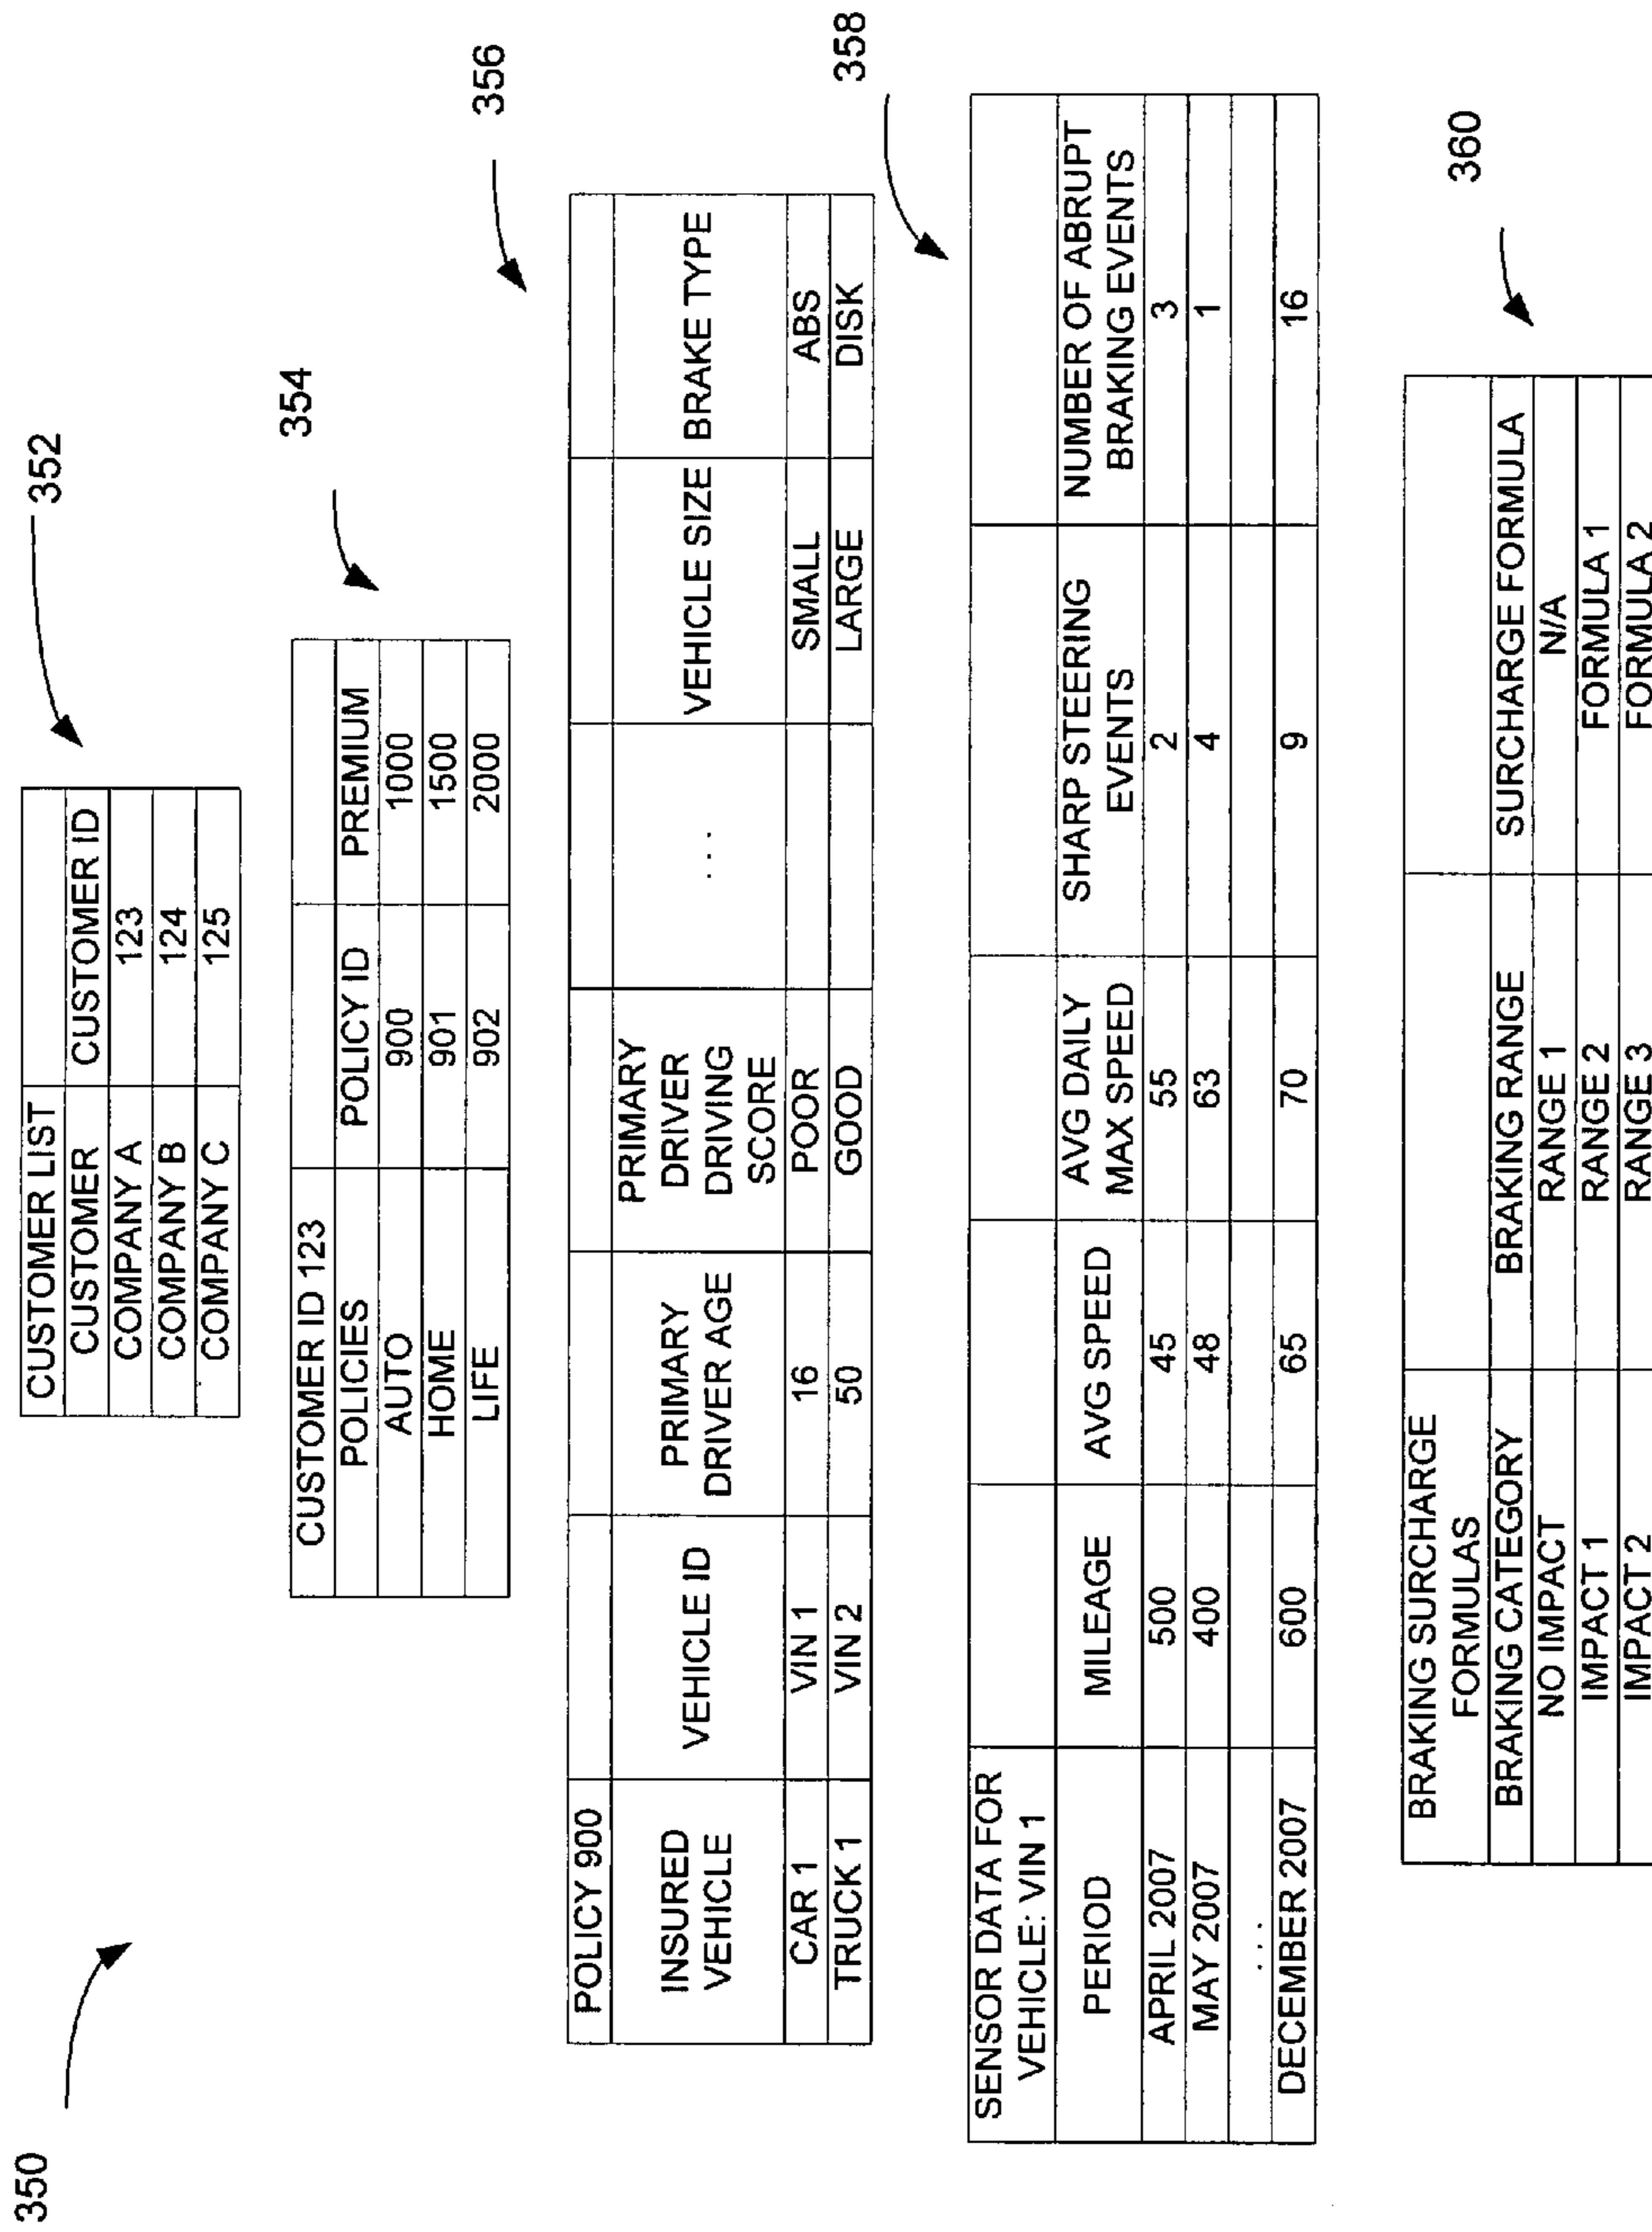 350
352
CUSTOMER LIST
CUSTOMER CUSTOMER ID
COMPANY A 123
COMPANY B 124
COMPANY C 125
354
CUSTOMER ID 123
POLICIES POLICY ID PREMIUM
AUTO 900 1000
HOME 901 1500
LIFE 902 2000
356
POLICY 900
INSURED VEHICLE VEHICLE ID PRIMARY DRIVER AGE PRIMARY DRIVER DRIVING SCORE ... VEHICLE SIZE BRAKE TYPE
CAR 1 VIN 1 16 POOR SMALL ABS
TRUCK 1 VIN 2 50 GOOD LARGE DISK
358
SENSOR DATA FOR VEHICLE: VIN 1
PERIOD MILEAGE AVG SPEED AVG DAILY MAX SPEED SHARP STEERING EVENTS NUMBER OF ABRUPT BRAKING EVENTS
APRIL 2007 500 45 55 2 3
MAY 2007 400 48 63 4 1
...
DECEMBER 2007 600 65 70 9 16
360
BRAKING SURCHARGE FORMULAS
BRAKING CATEGORY BRAKING RANGE SURCHARGE FORMULA
NO IMPACT RANGE 1 N/A
IMPACT 1 RANGE 2 FORMULA 1
IMPACT 2 RANGE 3 FORMULA 2